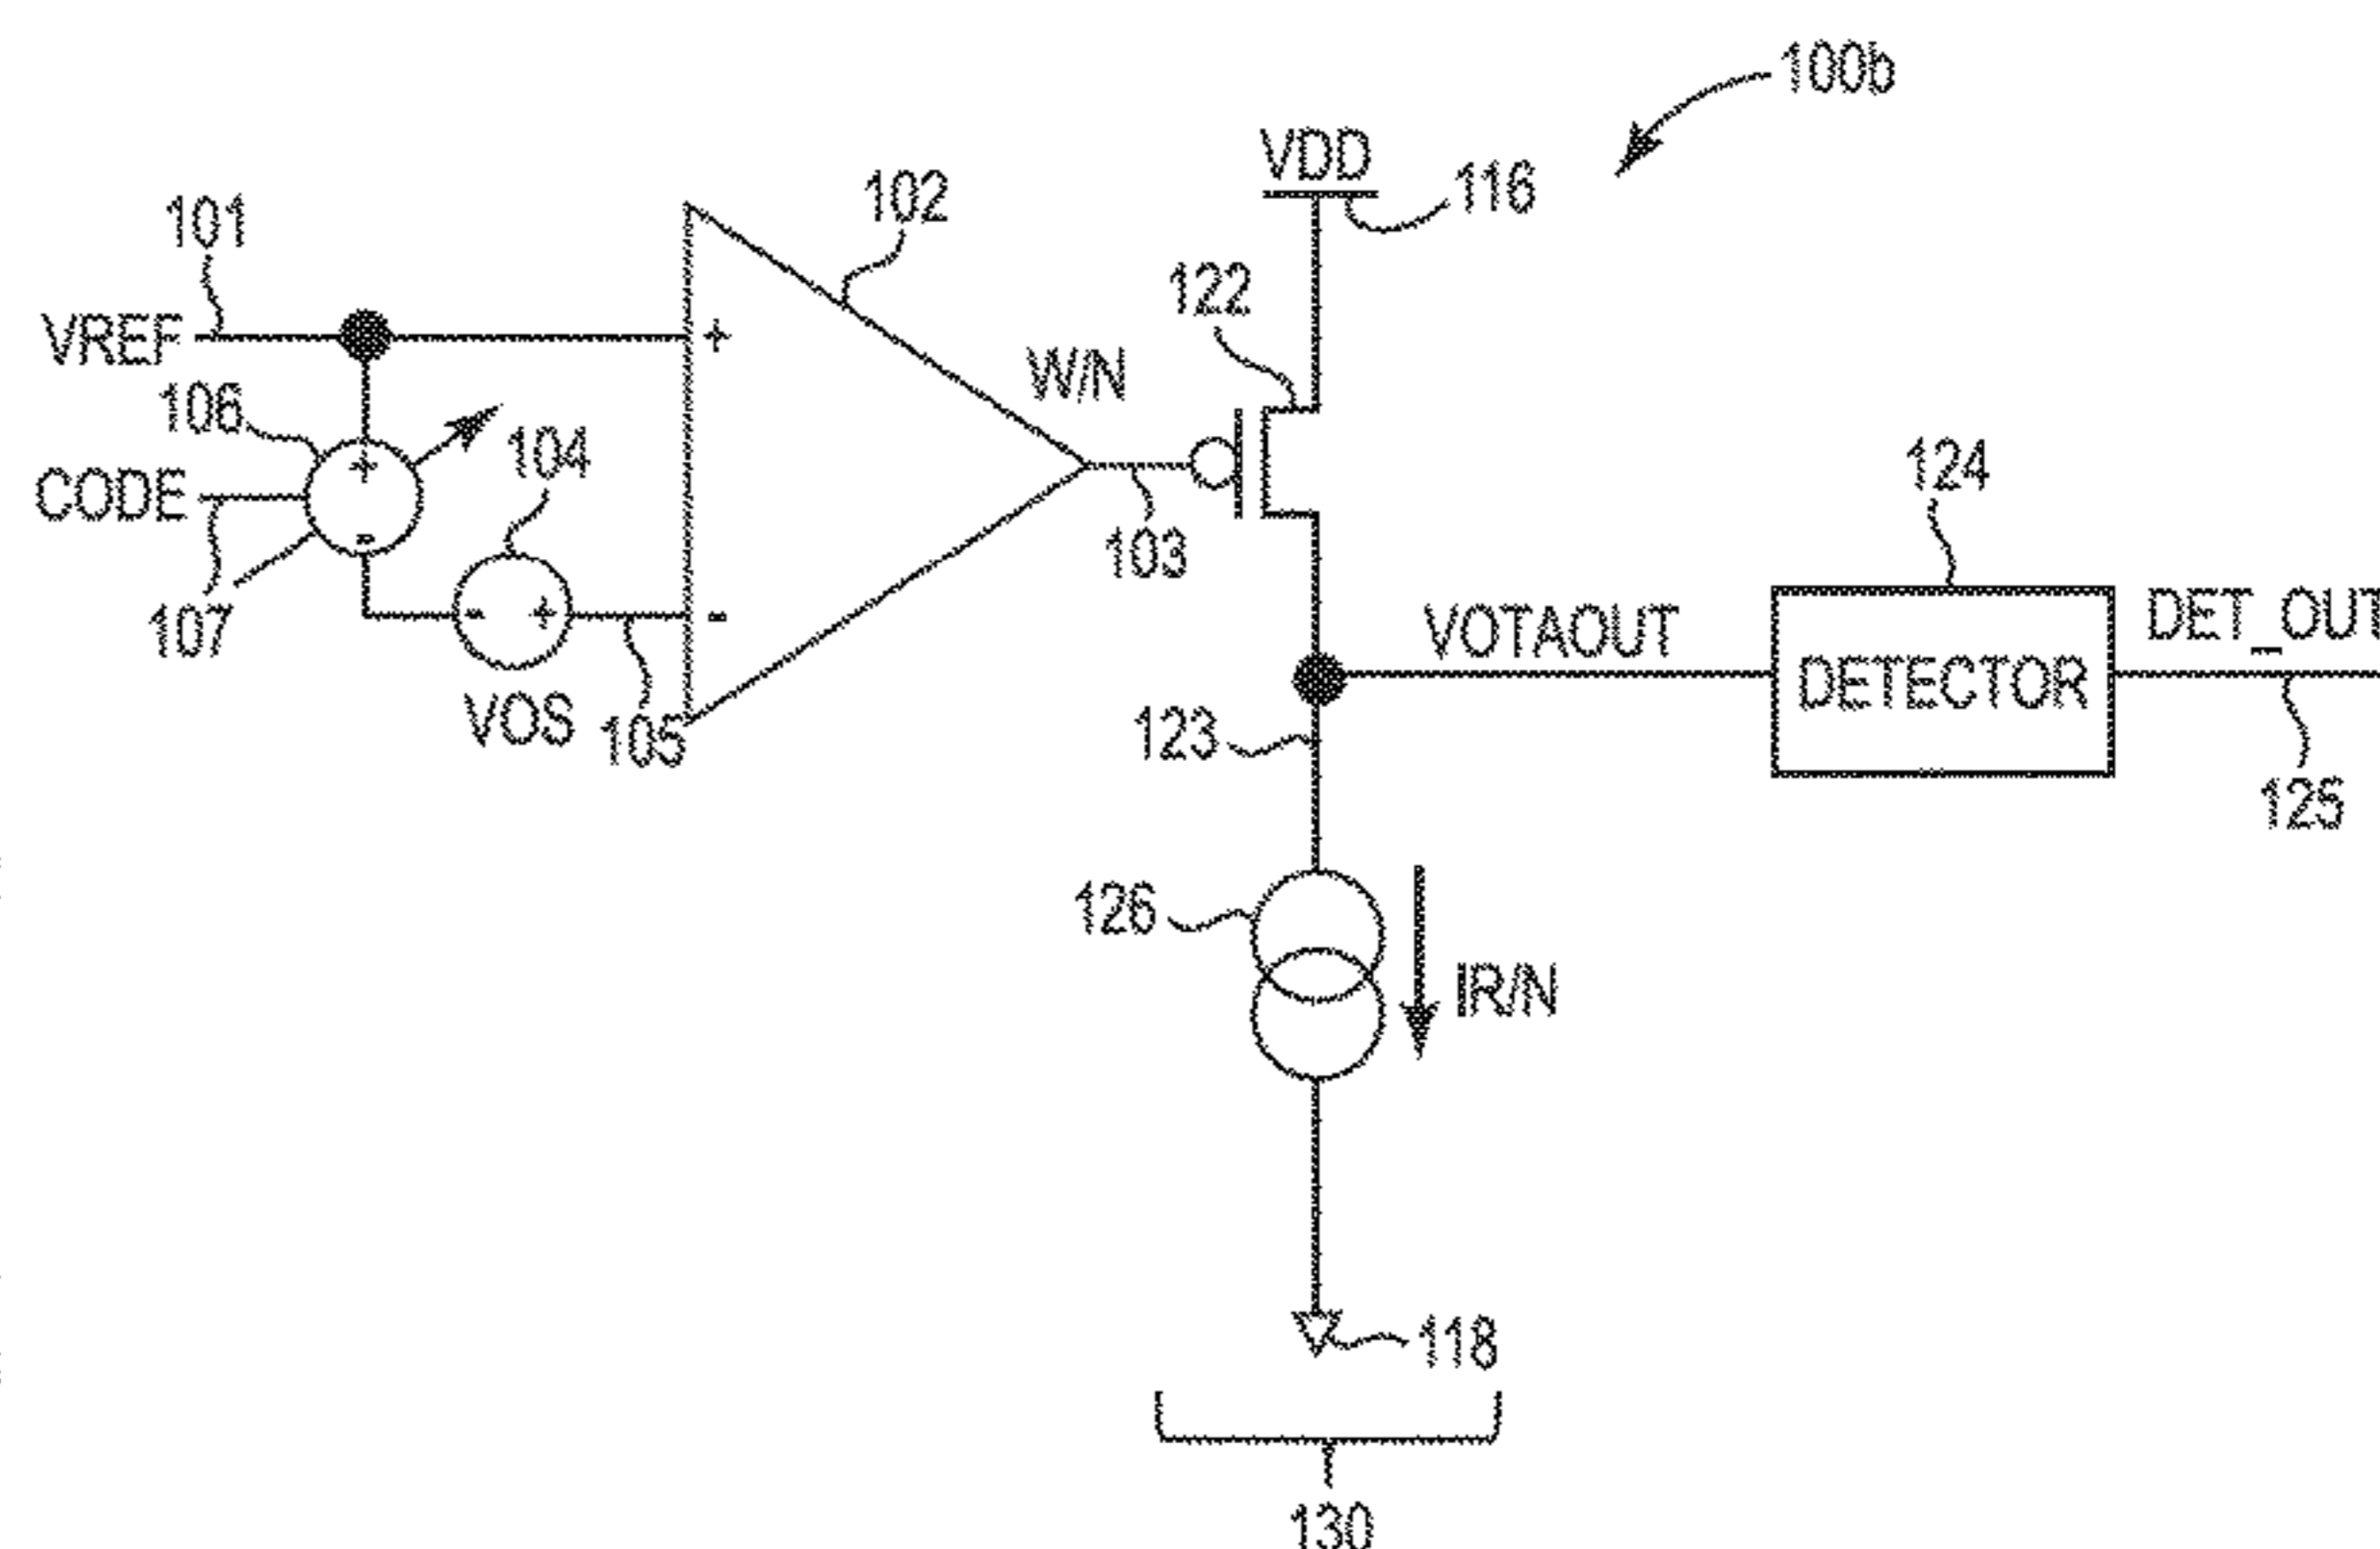 100b
VDD
116
102
101
122
VREF
+
W/N
106
+
104
CODE
124
103
-
- +
-
107
VOS
105
VOTAOUT
DETECTOR
DET_OUT
123
125
126
IR/N
118
130